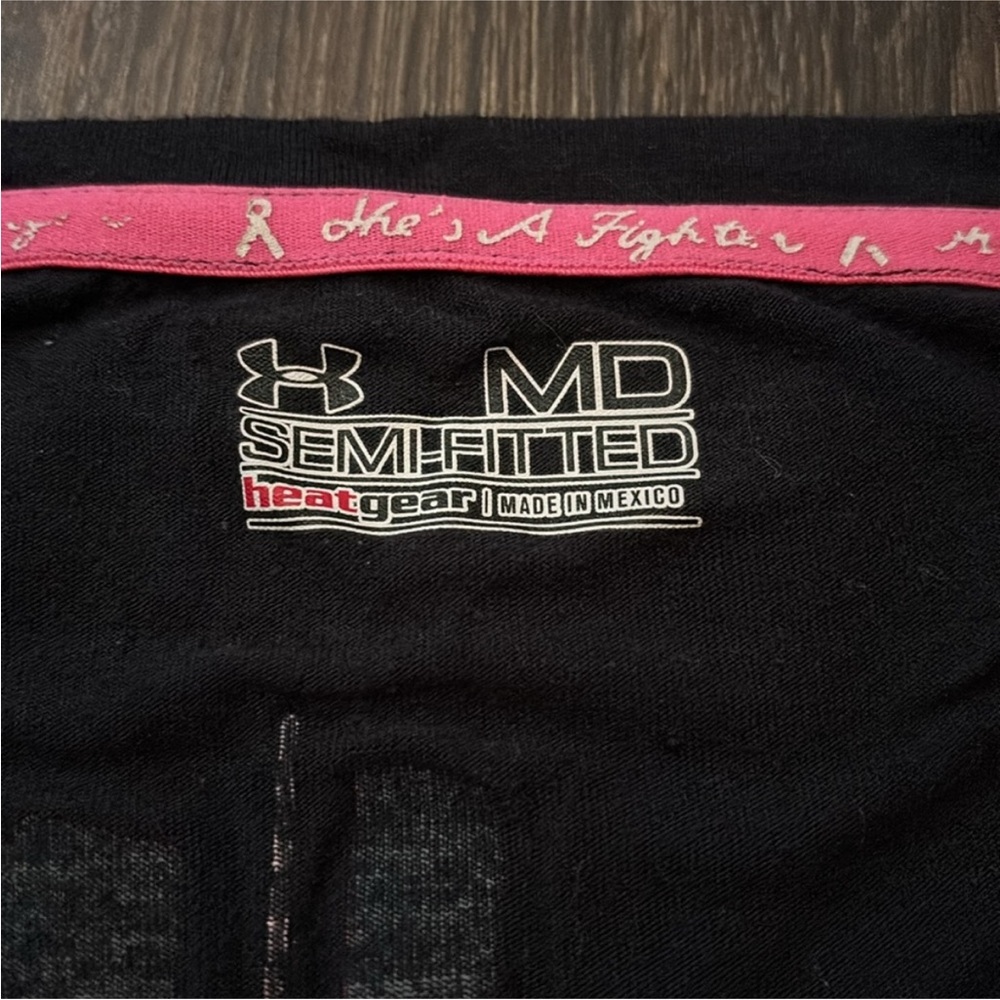 She's A Fighter
MD
SEMI-FITTED
heatgear | MADE IN MEXICO